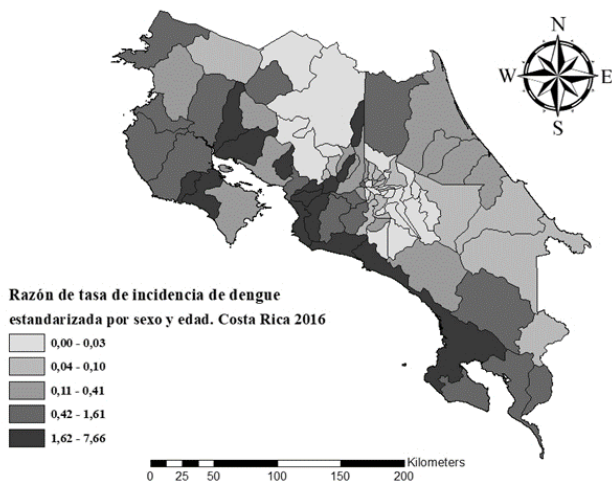 N
W E
S
Razón de tasa de incidencia de dengue
estandarizada por sexo y edad. Costa Rica 2016
0,00 - 0,03
0,04 - 0,10
0,11 - 0,41
0,42 - 1,61
1,62 - 7,66
Kilometers
0 25 50 100 150 200